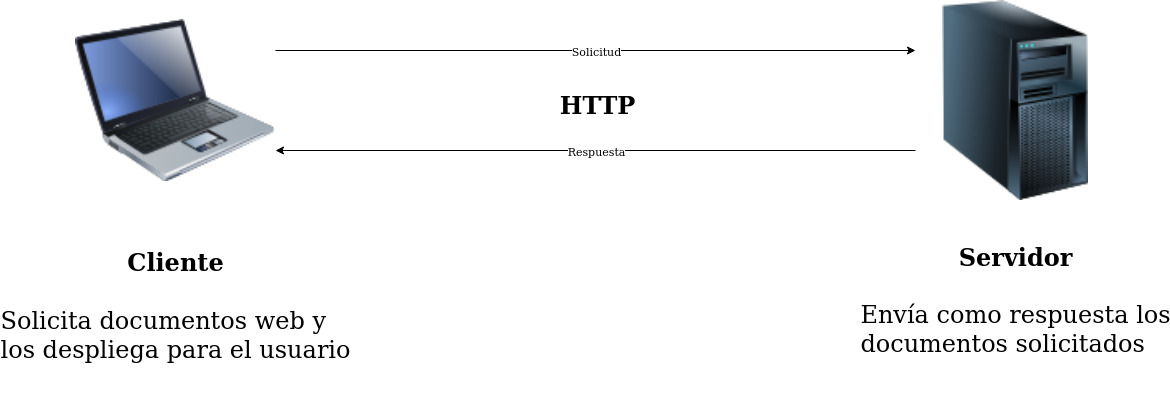 Solicitud
HTTP
Respuesta
Cliente
Solicita documentos web y
los despliega para el usuario
Servidor
Envía como respuesta los
documentos solicitados